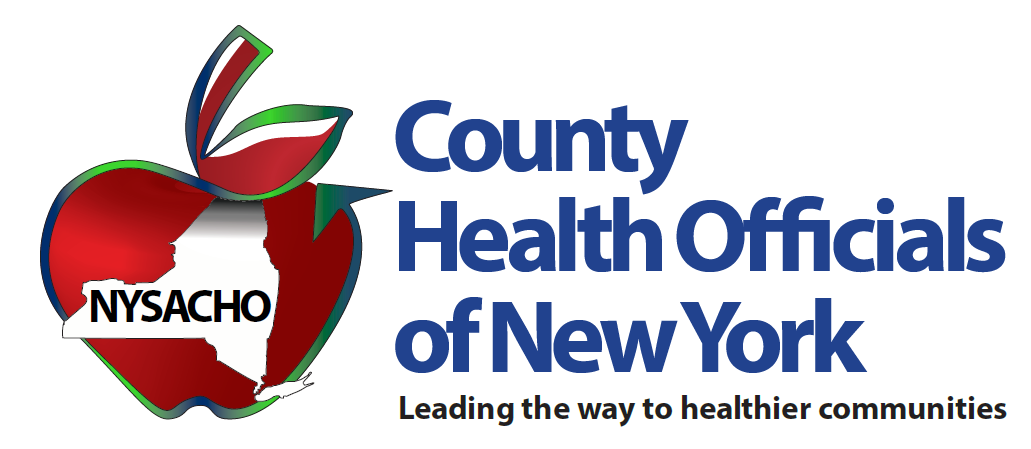 NYSACHO
County
Health Officials
of New York
Leading the way to healthier communities